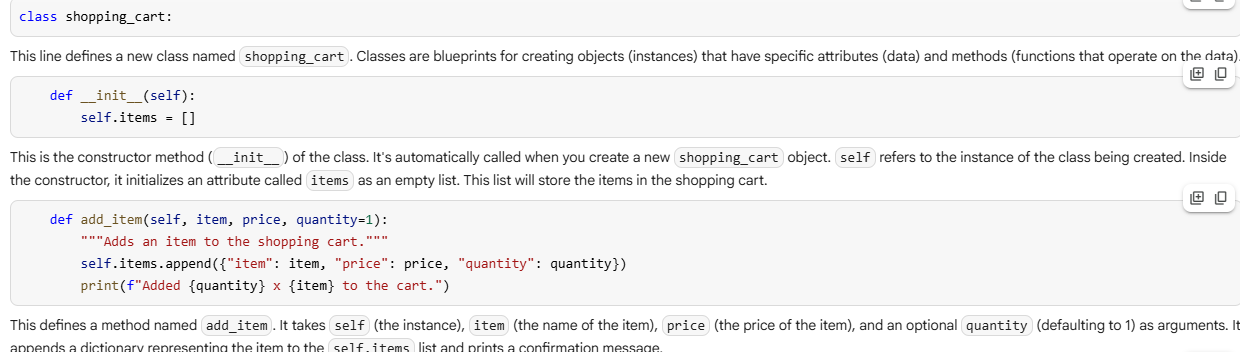 class shopping_cart:
This line defines a new class named shopping_cart. Classes are blueprints for creating objects (instances) that have specific attributes (data) and methods (functions that operate on the data)
def __init__(self):
self.items = []
This is the constructor method (__init__) of the class. It's automatically called when you create a new shopping_cart object. self refers to the instance of the class being created. Inside
the constructor, it initializes an attribute called items as an empty list. This list will store the items in the shopping cart.
def add_item(self, item, price, quantity=1):
"""Adds an item to the shopping cart."""
self.items.append({"item": item, "price": price, "quantity": quantity})
print(f"Added {quantity} x {item} to the cart.")
This defines a method named add_item. It takes self (the instance), item (the name of the item), price (the price of the item), and an optional quantity (defaulting to 1) as arguments. It
appends a dictionary representing the item to the self.items list and prints a confirmation message.